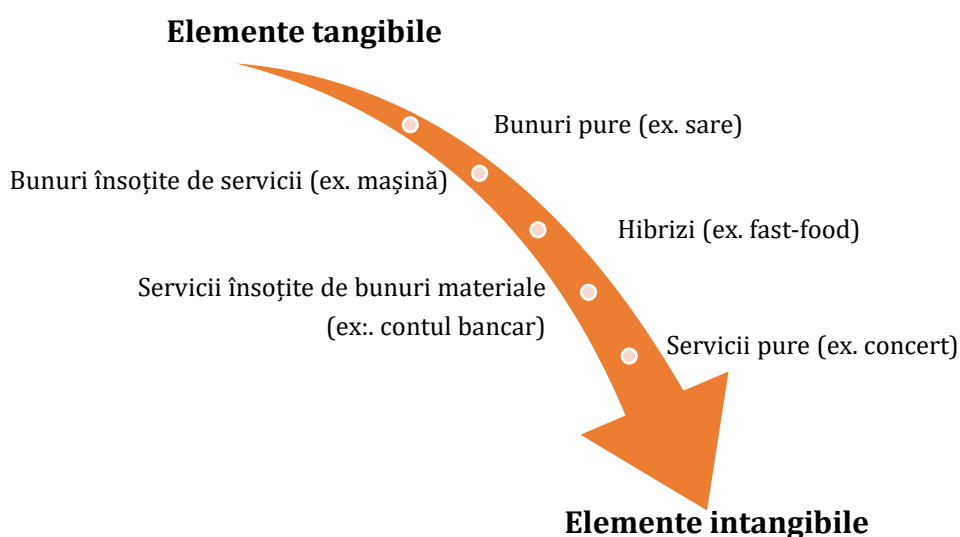 Elemente tangibile
Bunuri pure (ex. sare)
Bunuri însoțite de servicii (ex. mașină)
Hibrizi (ex. fast-food)
Servicii însoțite de bunuri materiale
(ex:. contul bancar)
Servicii pure (ex. concert)
Elemente intangibile